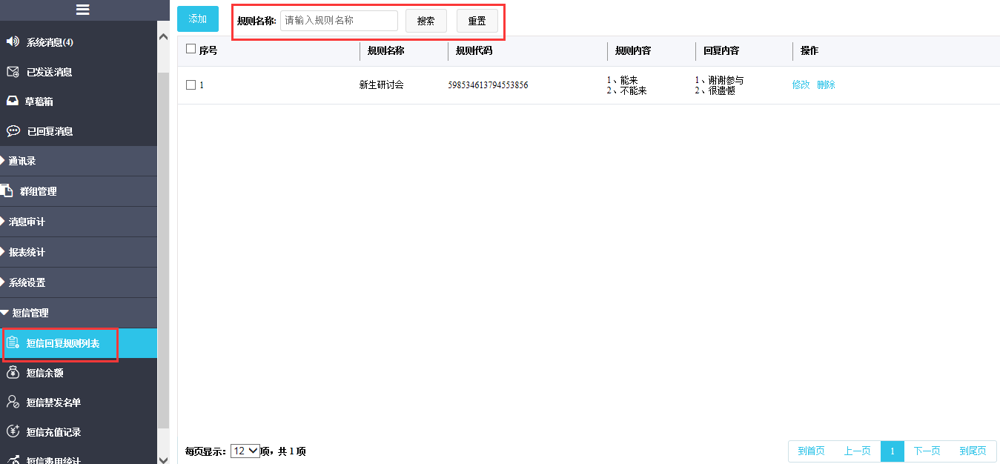 系统消息(4)
已发送消息
草稿箱
已回复消息
通讯录
群组管理
消息审计
报表统计
系统设置
短信管理
短信回复规则列表
短信余额
短信禁发名单
短信充值记录
短信费用统计
添加 规则名称: 请输入规则名称 搜索 重置
序号 规则名称 规则代码 规则内容 回复内容 操作
1 新生研讨会 598534613794553856 1、能来 1、谢谢参与 修改 删除
2、不能来 2、很遗憾
每页显示: 12 项，共 1 项 到首页 上一页 1 下一页 到尾页